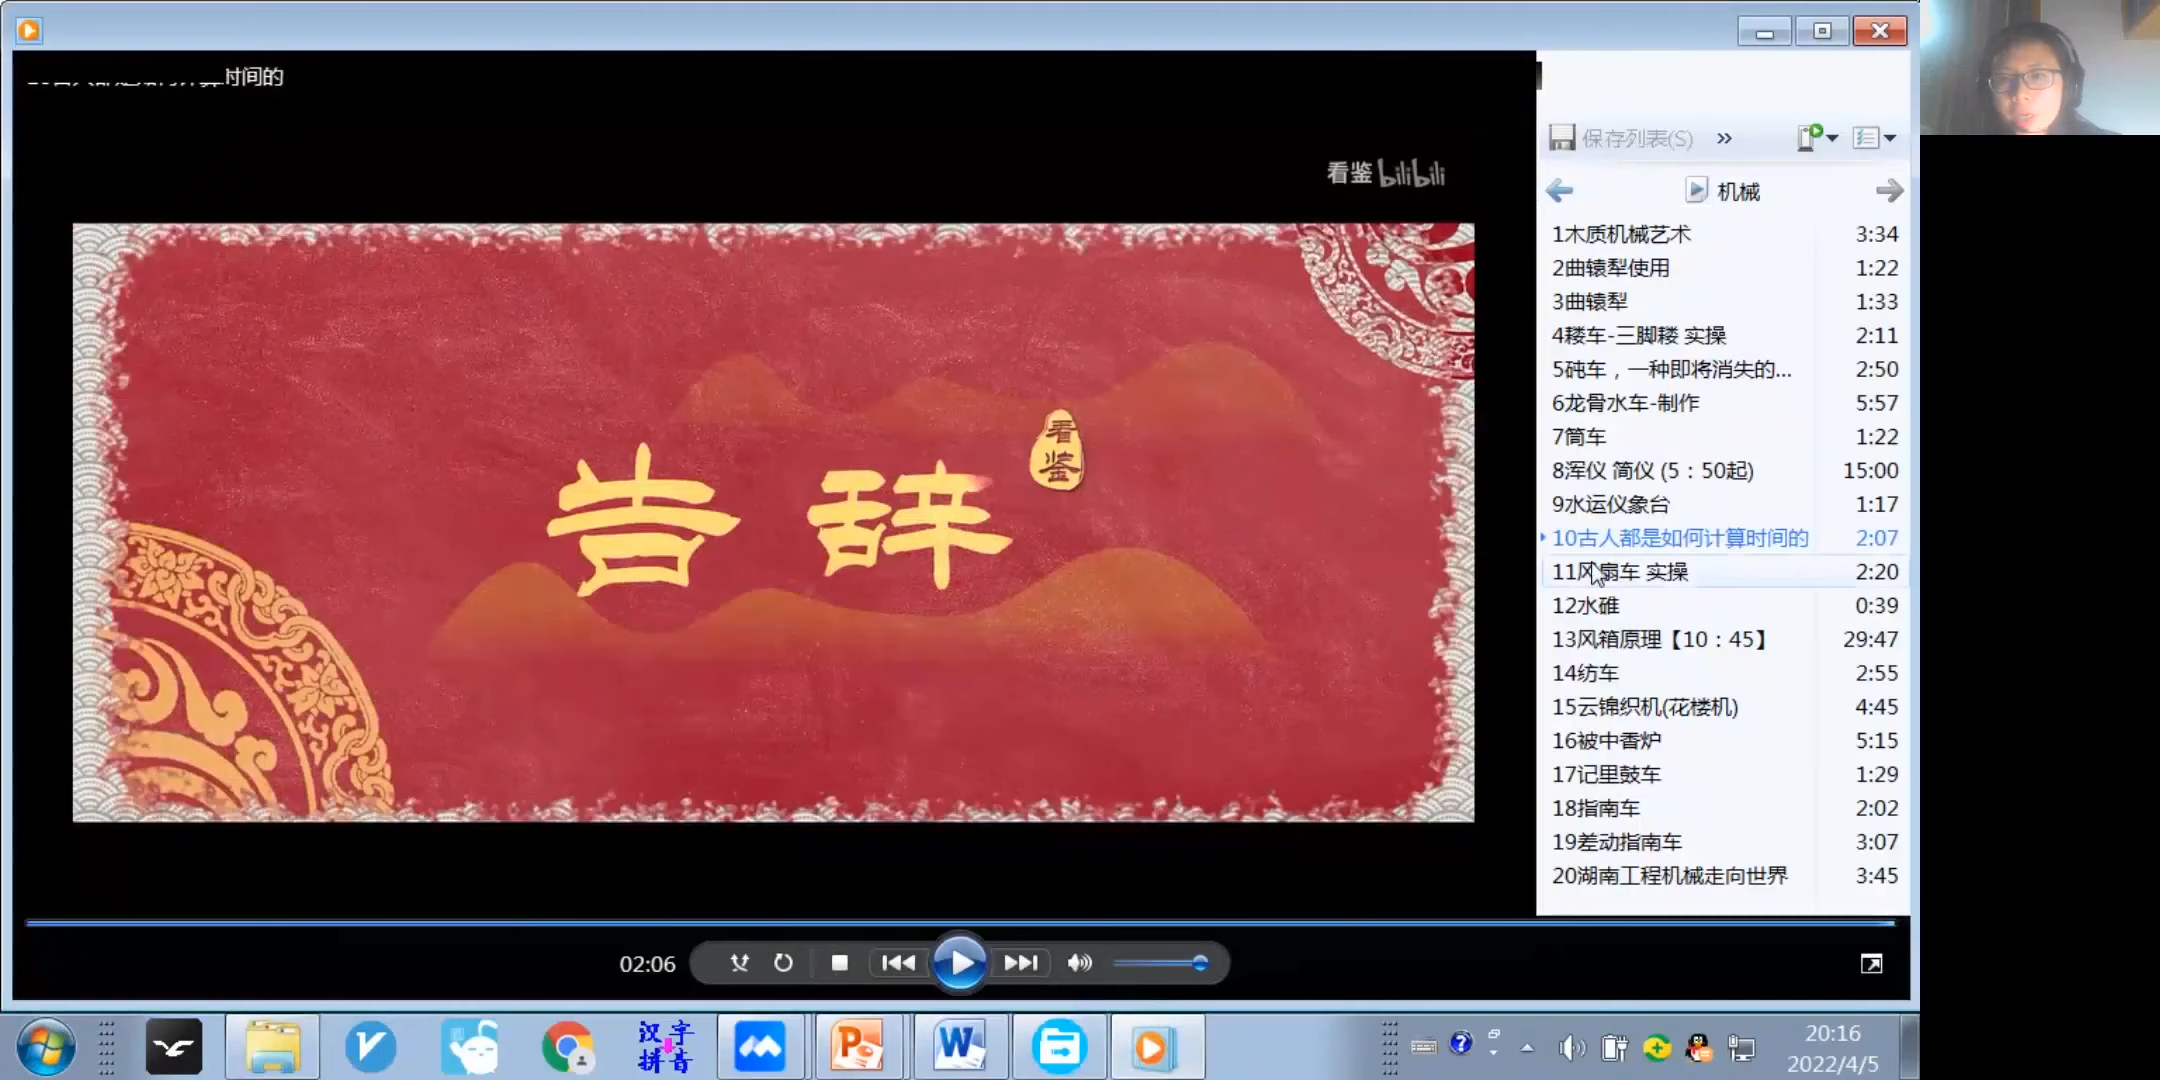 时间的
看鉴 bilibili
告辞
看鉴
保存列表(S) »
机械
1木质机械艺术 3:34
2曲辕犁使用 1:22
3曲辕犁 1:33
4耧车-三脚耧 实操 2:11
5砘车，一种即将消失的... 2:50
6龙骨水车-制作 5:57
7筒车 1:22
8浑仪 简仪 (5：50起) 15:00
9水运仪象台 1:17
10古人都是如何计算时间的 2:07
11风扇车 实操 2:20
12水碓 0:39
13风箱原理【10：45】 29:47
14纺车 2:55
15云锦织机(花楼机) 4:45
16被中香炉 5:15
17记里鼓车 1:29
18指南车 2:02
19差动指南车 3:07
20湖南工程机械走向世界 3:45
02:06
汉字
拼音
20:16
2022/4/5